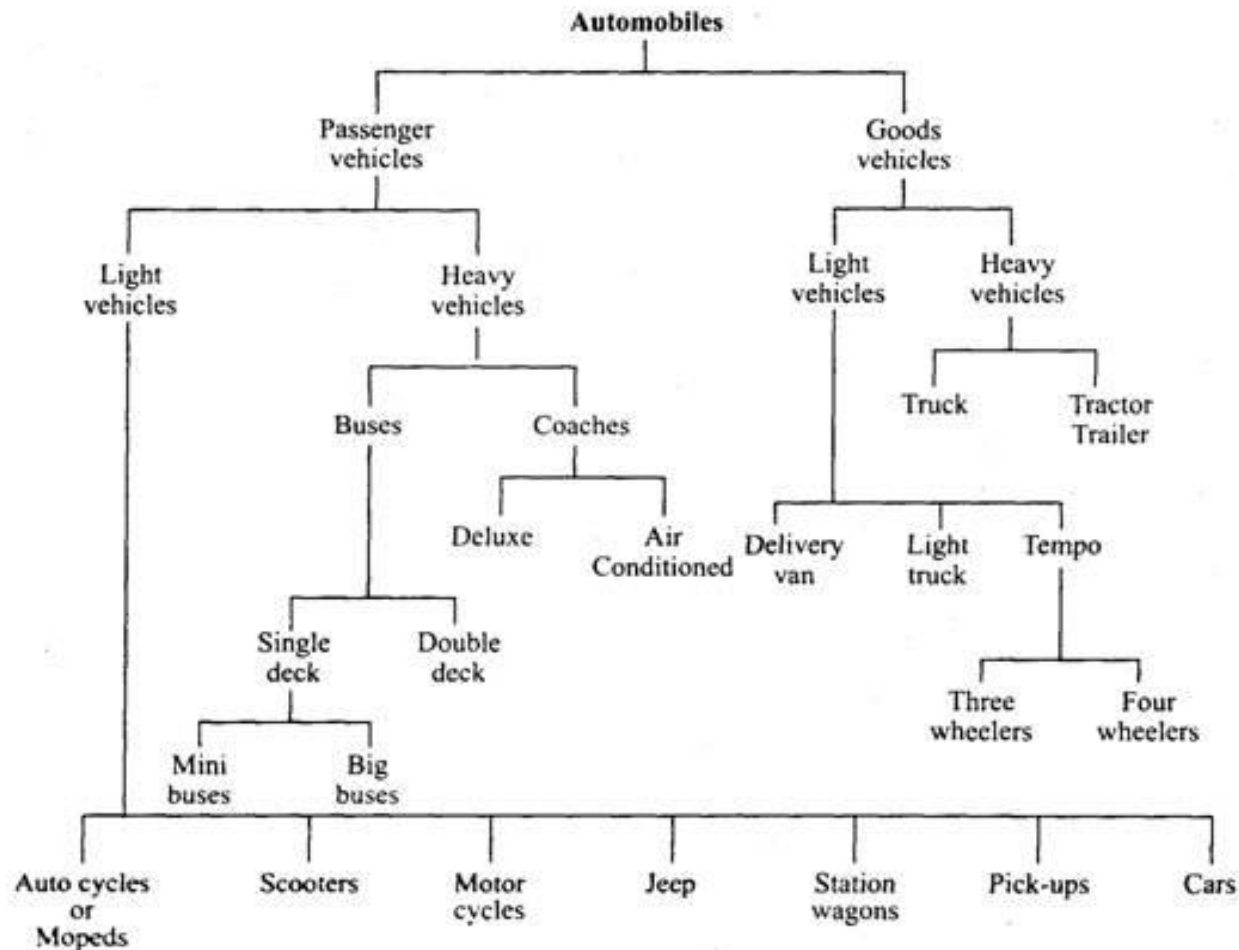 Automobiles
Passenger
vehicles
Goods
vehicles
Light
vehicles
Heavy
vehicles
Light
vehicles
Heavy
vehicles
Buses
Coaches
Truck
Tractor
Trailer
Deluxe
Air
Conditioned
Delivery
van
Light
truck
Tempo
Single
deck
Double
deck
Three
wheelers
Four
wheelers
Mini
buses
Big
buses
Auto cycles
or
Mopeds
Scooters
Motor
cycles
Jeep
Station
wagons
Pick-ups
Cars